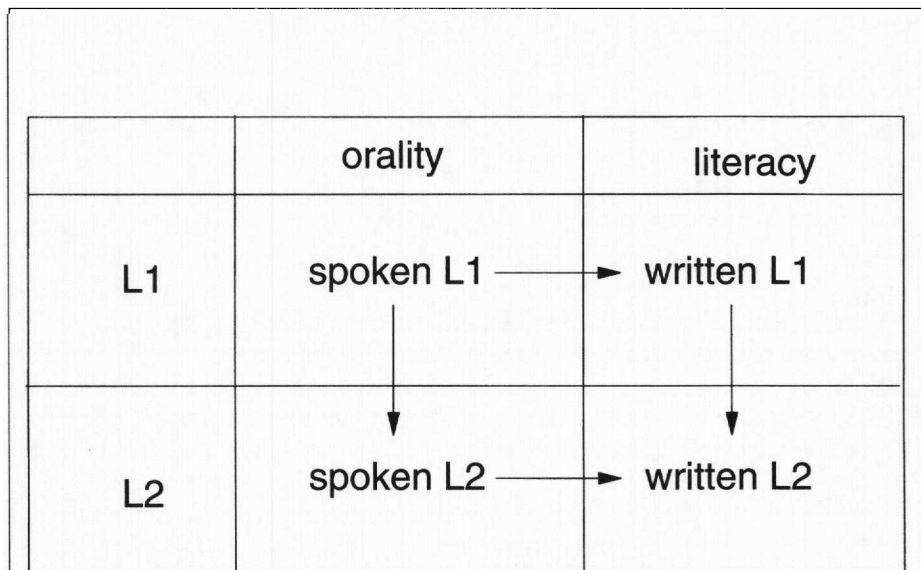 orality literacy
L1 spoken L1 written L1
L2 spoken L2 written L2